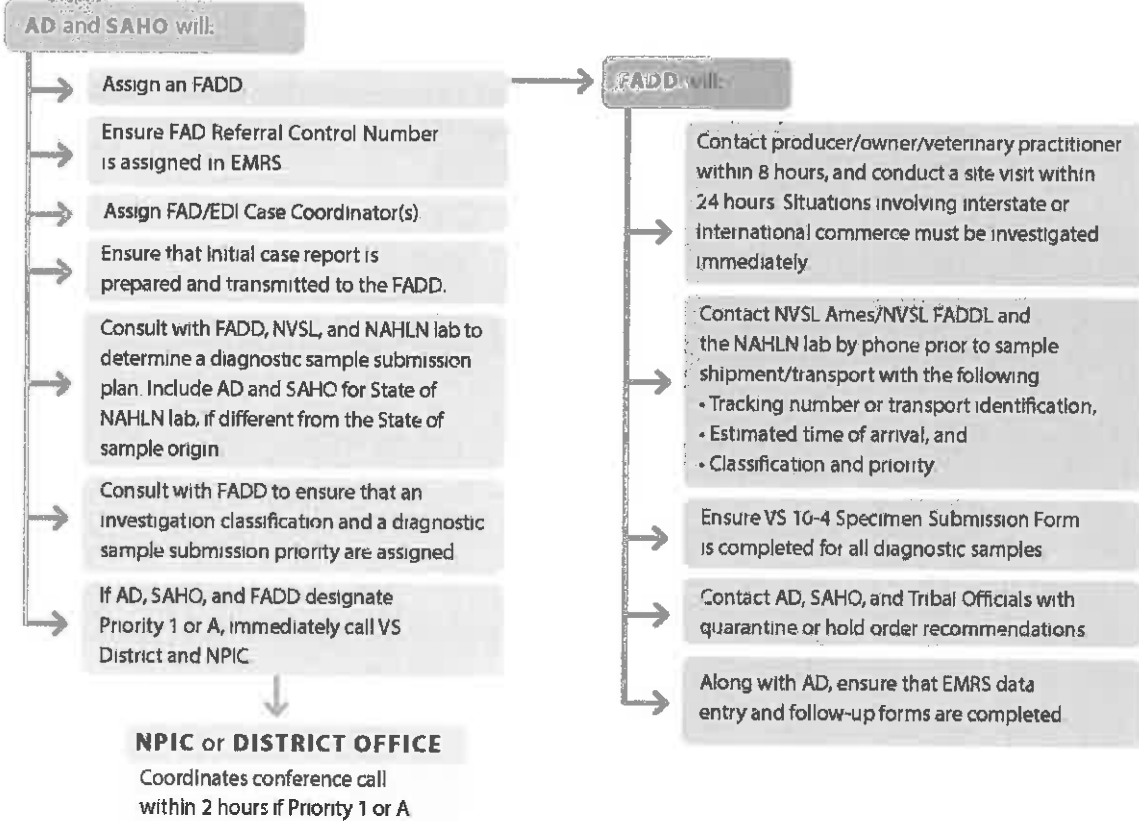 AD and SAHO will:
Assign an FADD
Ensure FAD Referral Control Number
is assigned in EMRS
Assign FAD/EDI Case Coordinator(s)
Ensure that initial case report is
prepared and transmitted to the FADD.
Consult with FADD, NVSL, and NAHLN lab to
determine a diagnostic sample submission
plan. Include AD and SAHO for State of
NAHLN lab, if different from the State of
sample origin
Consult with FADD to ensure that an
investigation classification and a diagnostic
sample submission priority are assigned
If AD, SAHO, and FADD designate
Priority 1 or A, immediately call VS
District and NPIC
NPIC or DISTRICT OFFICE
Coordinates conference call
within 2 hours if Priority 1 or A
FADD will:
Contact producer/owner/veterinary practitioner
within 8 hours, and conduct a site visit within
24 hours Situations involving interstate or
international commerce must be investigated
immediately
Contact NVSL Ames/NVSL FADDL and
the NAHLN lab by phone prior to sample
shipment/transport with the following
• Tracking number or transport identification,
• Estimated time of arrival, and
• Classification and priority
Ensure VS 10-4 Specimen Submission Form
is completed for all diagnostic samples
Contact AD, SAHO, and Tribal Officials with
quarantine or hold order recommendations
Along with AD, ensure that EMRS data
entry and follow-up forms are completed